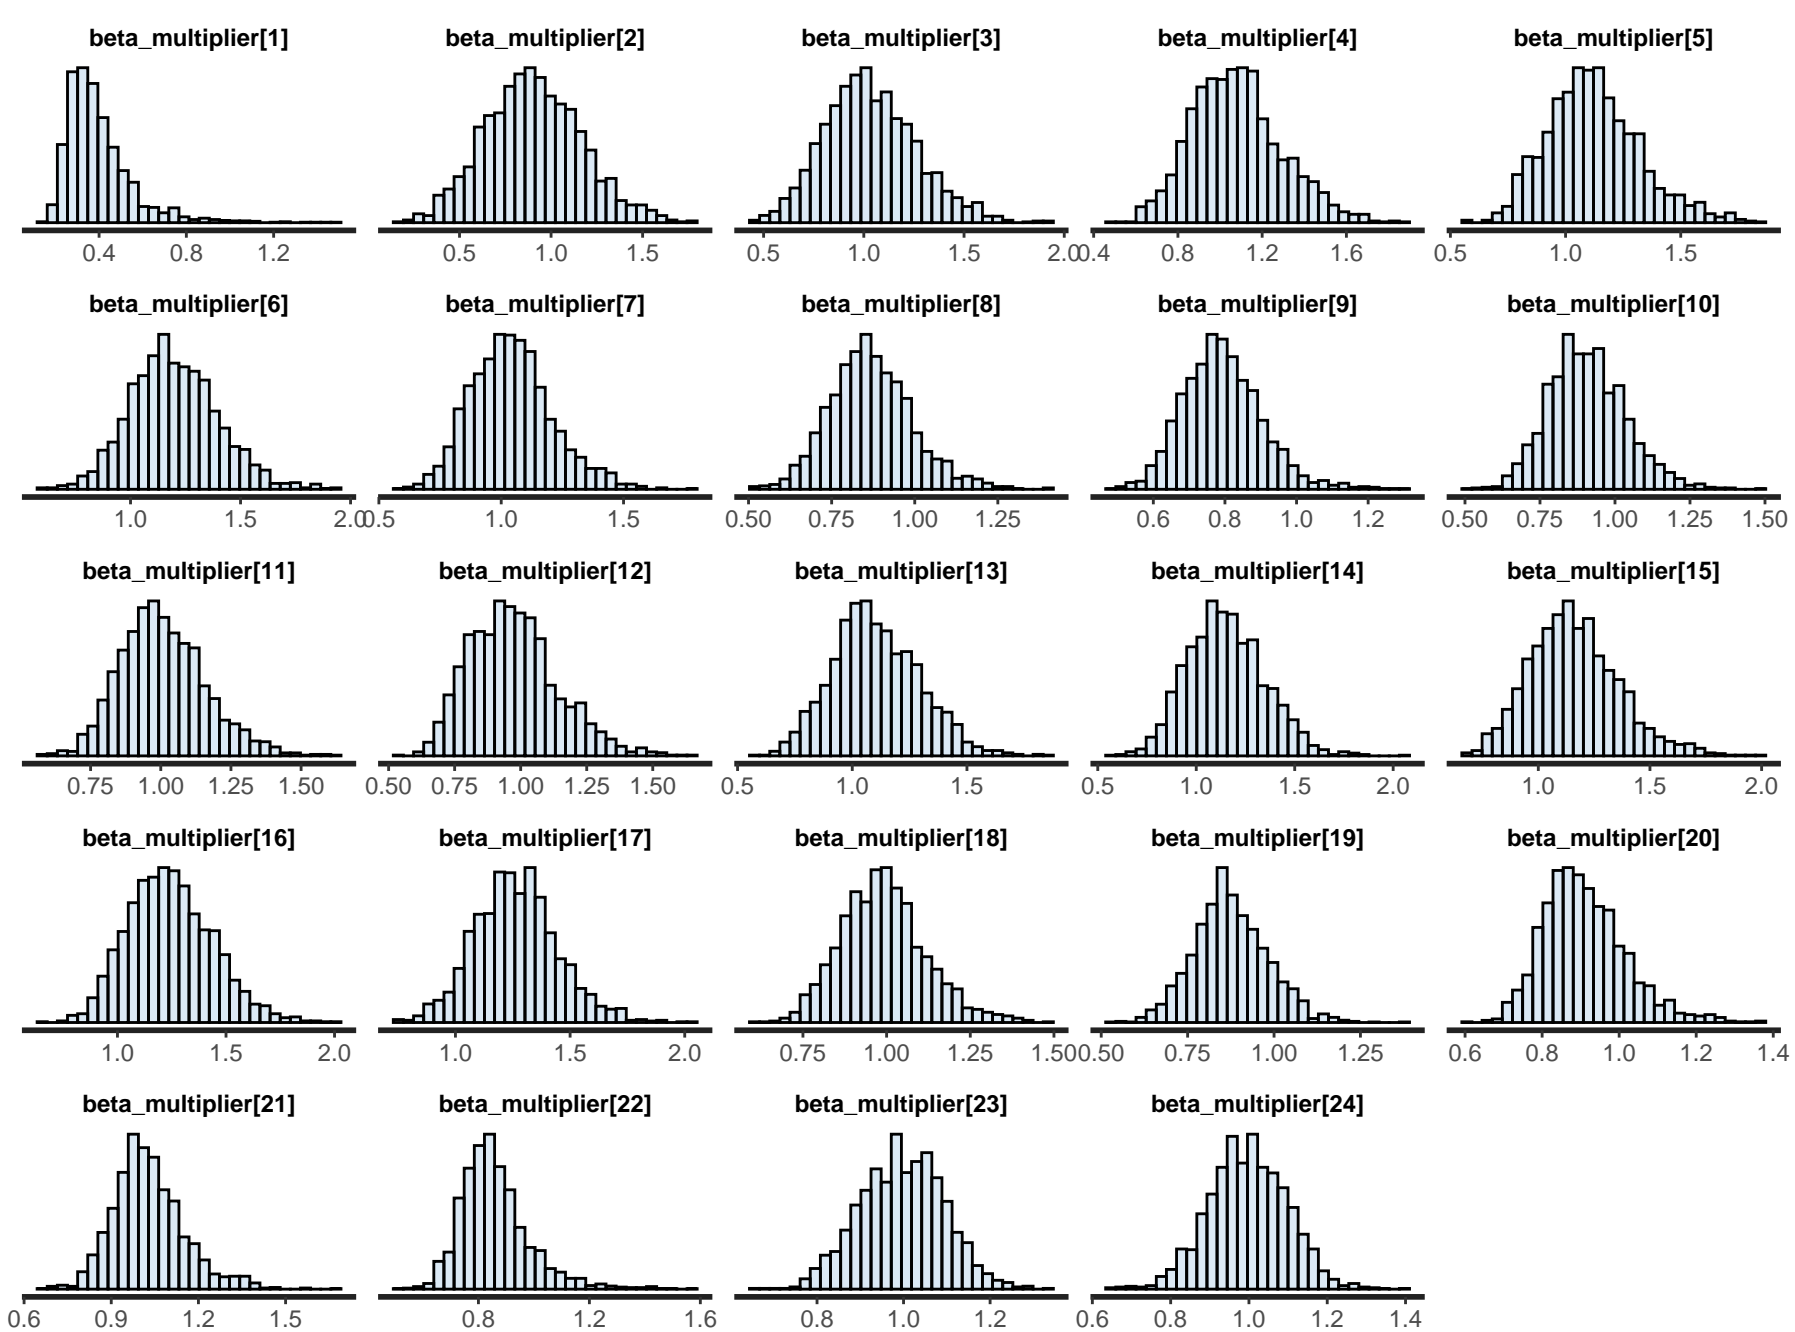 beta_multiplier[1] beta_multiplier[2] beta_multiplier[3] beta_multiplier[4] beta_multiplier[5]
0.4 0.8 1.2 0.5 1.0 1.5 0.5 1.0 1.5 2.0 0.4 0.8 1.2 1.6 0.5 1.0 1.5
beta_multiplier[6] beta_multiplier[7] beta_multiplier[8] beta_multiplier[9] beta_multiplier[10]
1.0 1.5 2.0 0.5 1.0 1.5 0.50 0.75 1.00 1.25 0.6 0.8 1.0 1.2 0.50 0.75 1.00 1.25 1.50
beta_multiplier[11] beta_multiplier[12] beta_multiplier[13] beta_multiplier[14] beta_multiplier[15]
0.75 1.00 1.25 1.50 0.50 0.75 1.00 1.25 1.50 0.5 1.0 1.5 0.5 1.0 1.5 2.0 1.0 1.5 2.0
beta_multiplier[16] beta_multiplier[17] beta_multiplier[18] beta_multiplier[19] beta_multiplier[20]
1.0 1.5 2.0 1.0 1.5 2.0 0.75 1.00 1.25 1.50 0.50 0.75 1.00 1.25 0.6 0.8 1.0 1.2 1.4
beta_multiplier[21] beta_multiplier[22] beta_multiplier[23] beta_multiplier[24]
0.6 0.9 1.2 1.5 0.8 1.2 1.6 0.8 1.0 1.2 0.6 0.8 1.0 1.2 1.4